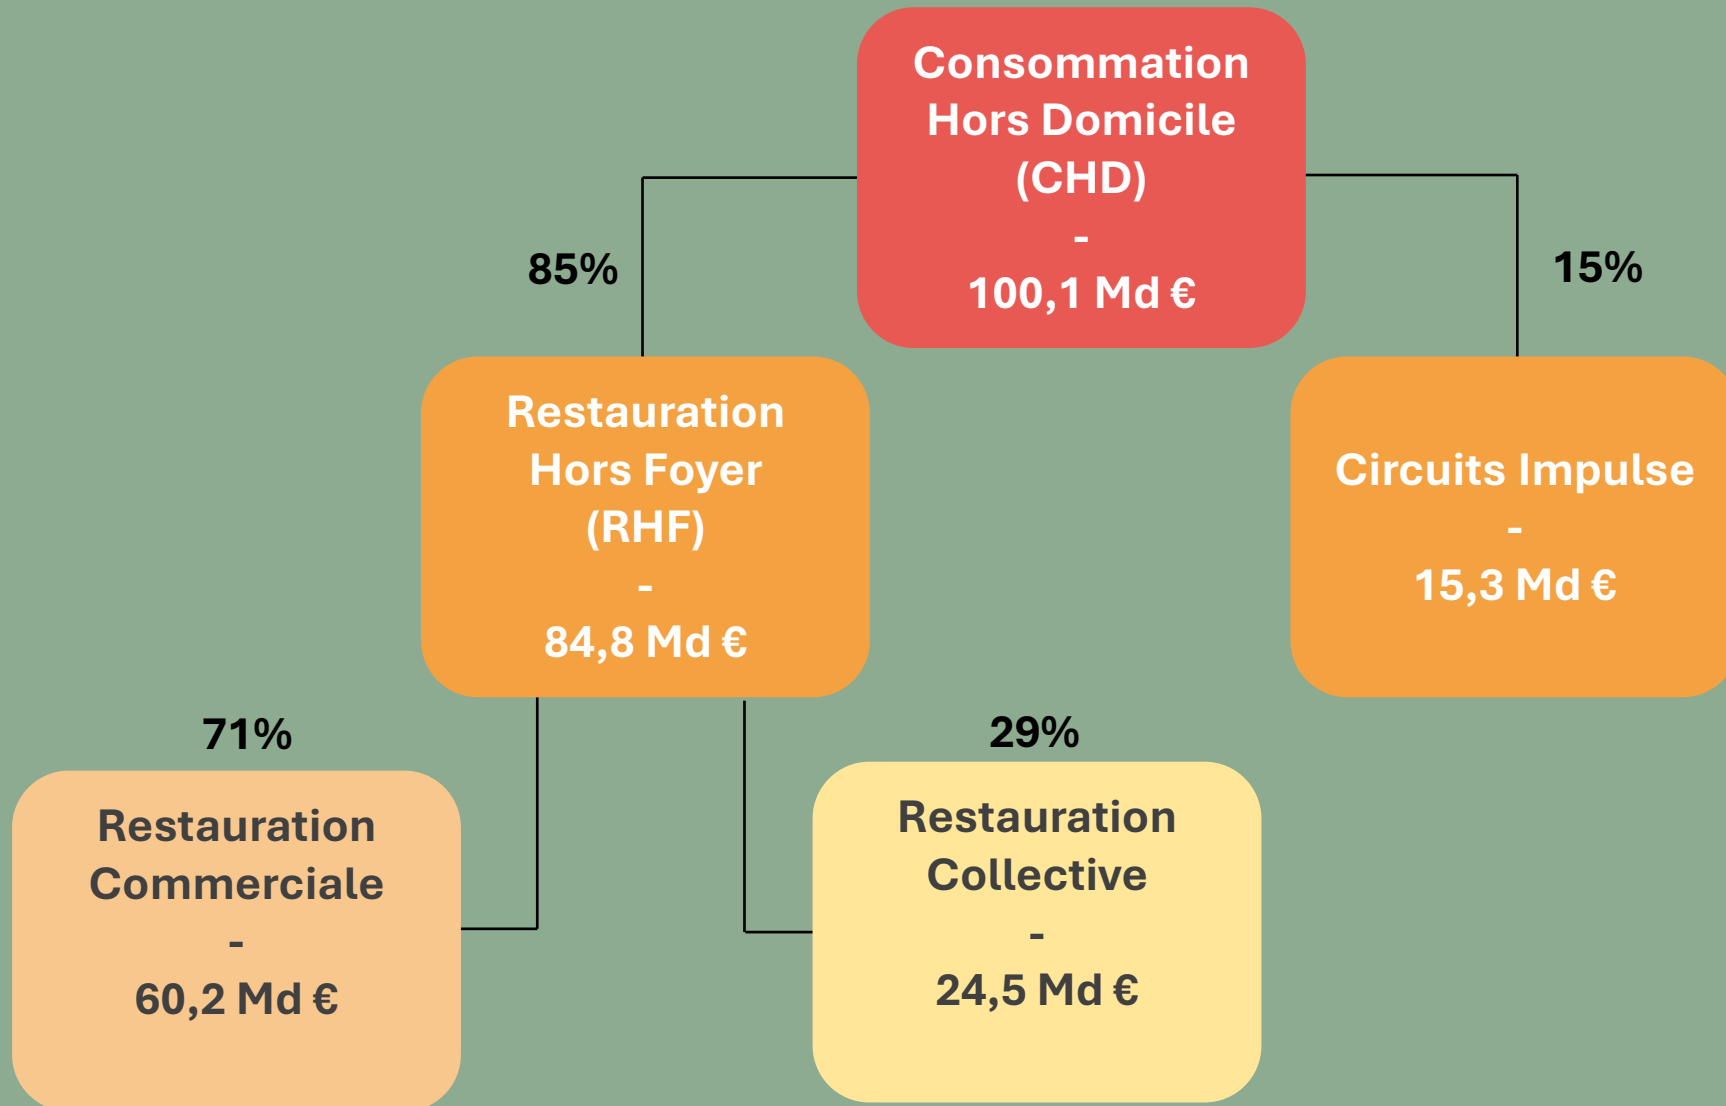 Consommation
Hors Domicile
(CHD)
-
100,1 Md €
85%
15%
Restauration
Hors Foyer
(RHF)
-
84,8 Md €
Circuits Impulse
-
15,3 Md €
71%
29%
Restauration
Commerciale
-
60,2 Md €
Restauration
Collective
-
24,5 Md €